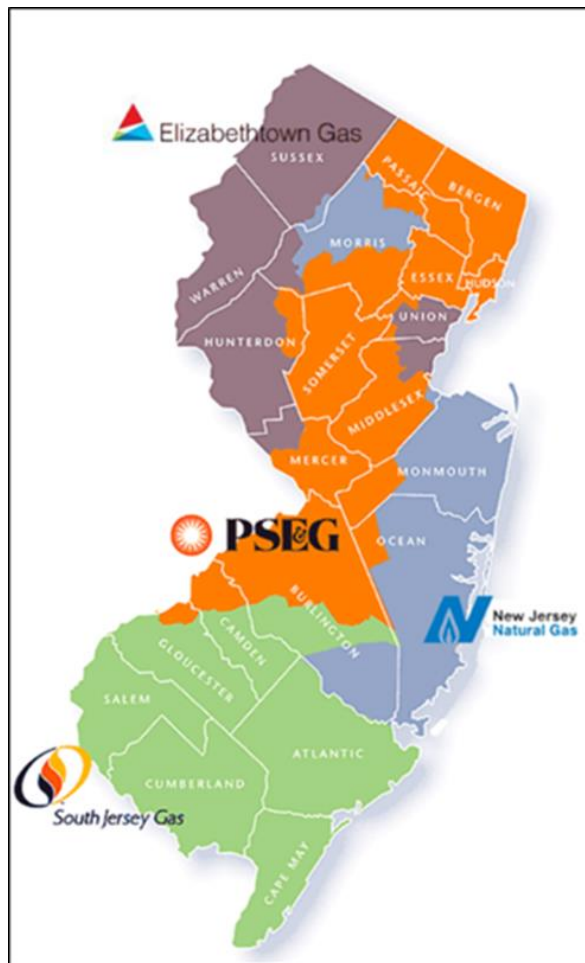 Elizabethtown Gas
SUSSEX
PASSAIC
BERGEN
MORRIS
ESSEX
HUDSON
WARREN
UNION
HUNTERDON
SOMERSET
MIDDLESEX
MERCER
MONMOUTH
PSE&G
OCEAN
BURLINGTON
New Jersey
Natural Gas
CAMDEN
GLOUCESTER
SALEM
ATLANTIC
CUMBERLAND
South Jersey Gas
CAPE MAY